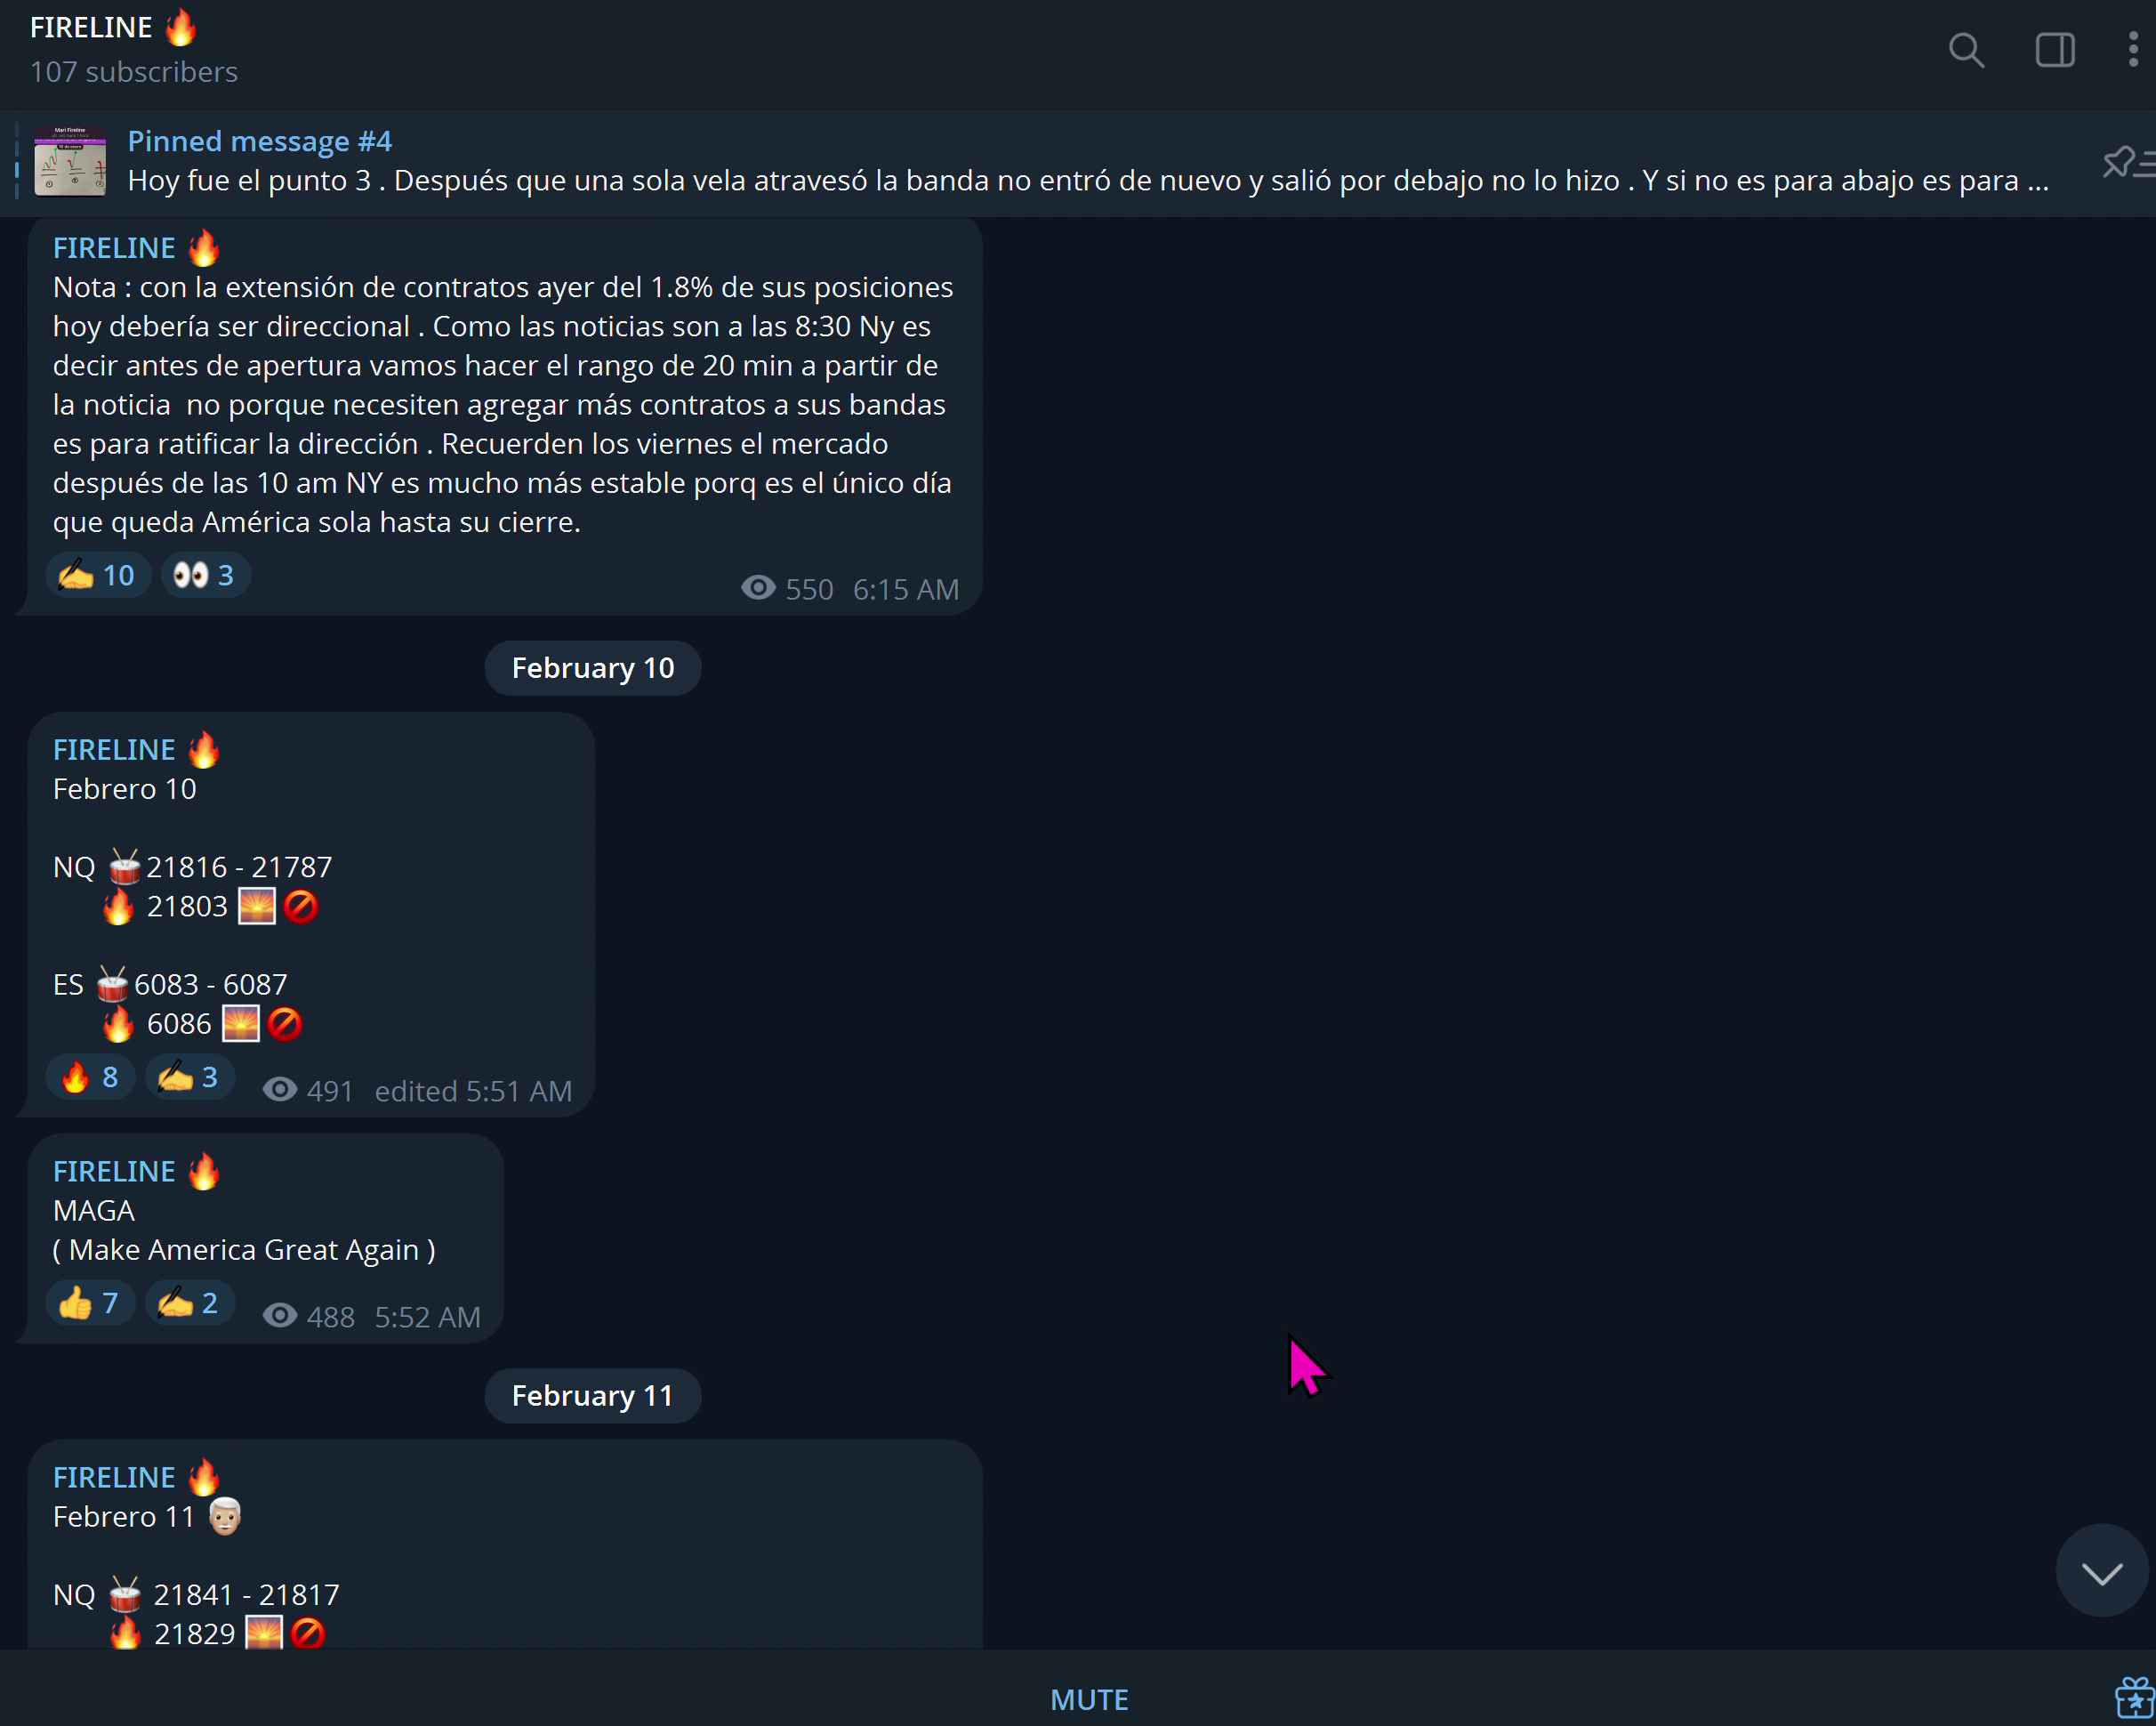 FIRELINE 🔥
107 subscribers
Pinned message #4
Hoy fue el punto 3 . Después que una sola vela atravesó la banda no entró de nuevo y salió por debajo no lo hizo . Y si no es para abajo es para ...
FIRELINE 🔥
Nota : con la extensión de contratos ayer del 1.8% de sus posiciones
hoy debería ser direccional . Como las noticias son a las 8:30 Ny es
decir antes de apertura vamos hacer el rango de 20 min a partir de
la noticia  no porque necesiten agregar más contratos a sus bandas
es para ratificar la dirección . Recuerden los viernes el mercado
después de las 10 am NY es mucho más estable porq es el único día
que queda América sola hasta su cierre.
✍ 10 👀 3 550 6:15 AM
February 10
FIRELINE 🔥
Febrero 10
NQ 🥁21816 - 21787
🔥 21803 🌅🚫
ES 🥁6083 - 6087
🔥 6086 🌅🚫
🔥 8 ✍ 3 491 edited 5:51 AM
FIRELINE 🔥
MAGA
( Make America Great Again )
👍 7 ✍ 2 488 5:52 AM
February 11
FIRELINE 🔥
Febrero 11 👨🏼‍🦳
NQ 🥁 21841 - 21817
🔥 21829 🌅🚫
MUTE